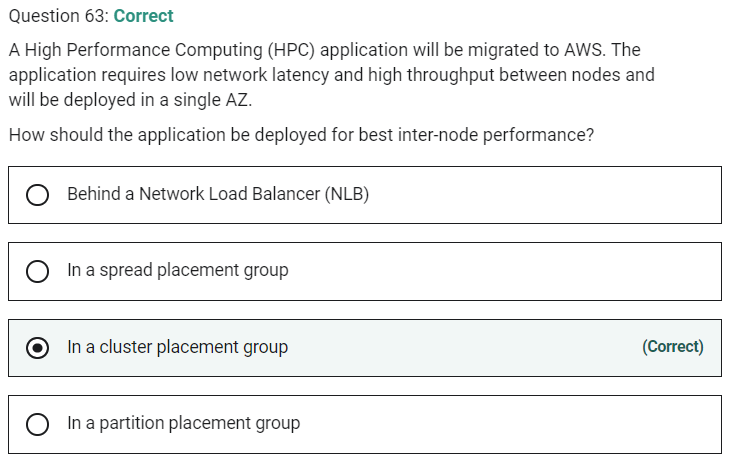 Question 63: Correct
A High Performance Computing (HPC) application will be migrated to AWS. The
application requires low network latency and high throughput between nodes and
will be deployed in a single AZ.
How should the application be deployed for best inter-node performance?
Behind a Network Load Balancer (NLB)
In a spread placement group
In a cluster placement group (Correct)
In a partition placement group